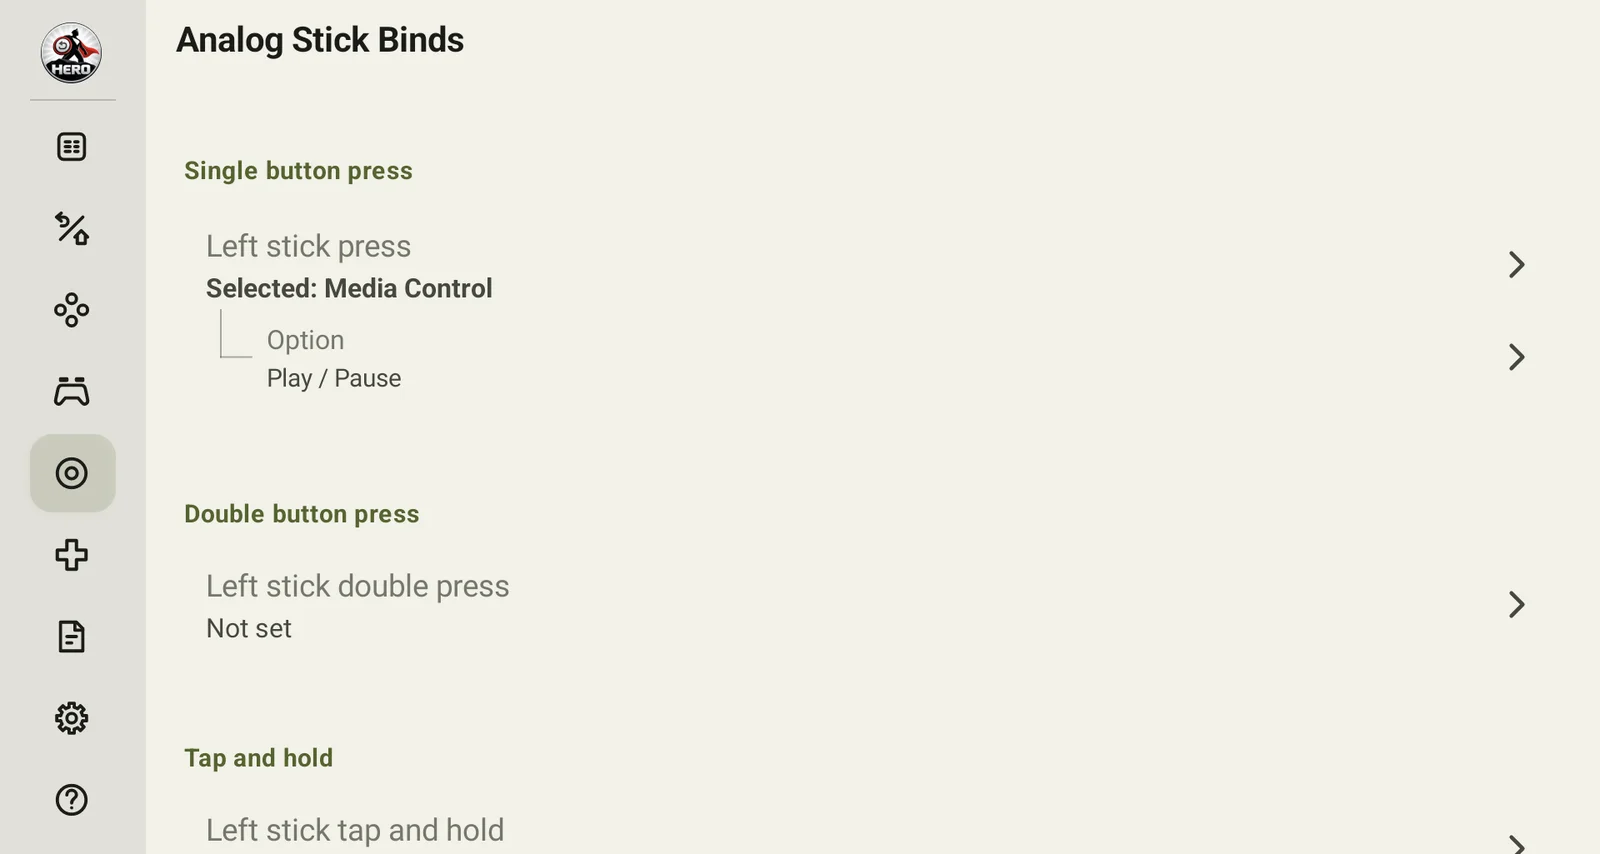 HERO
Analog Stick Binds
Single button press
Left stick press
Selected: Media Control
Option
Play / Pause
Double button press
Left stick double press
Not set
Tap and hold
Left stick tap and hold